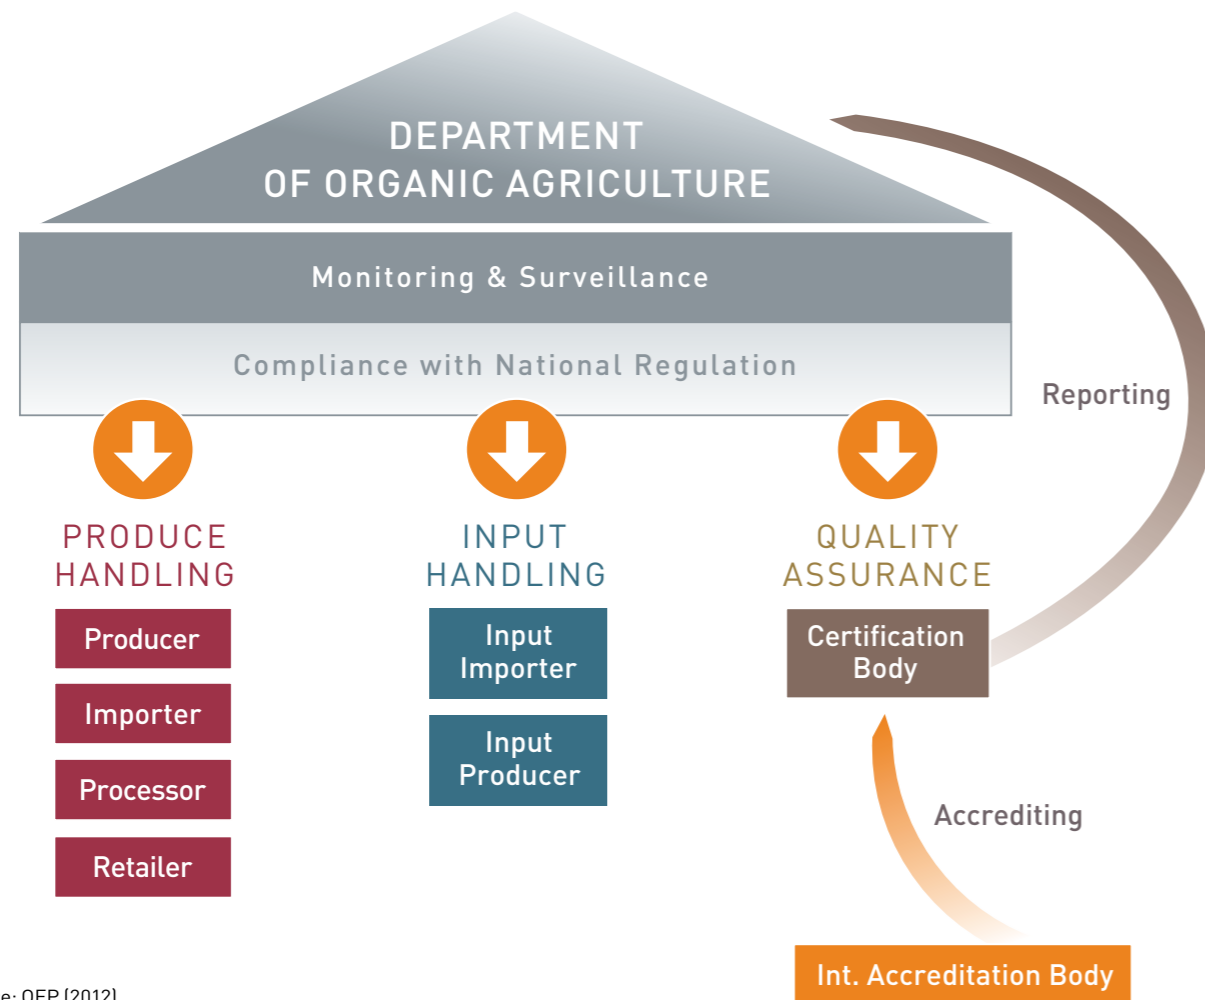 DEPARTMENT
OF ORGANIC AGRICULTURE
Monitoring & Surveillance
Compliance with National Regulation
Reporting
PRODUCE
HANDLING
Producer
Importer
Processor
Retailer
INPUT
HANDLING
Input
Importer
Input
Producer
QUALITY
ASSURANCE
Certification
Body
Accrediting
Int. Accreditation Body
(2012)